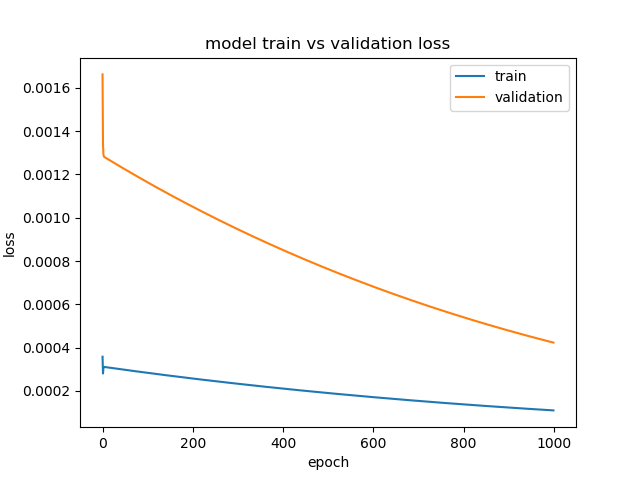 model train vs validation loss
train
validation
0.0016
0.0014
0.0012
0.0010
0.0008
0.0006
0.0004
0.0002
loss
0 200 400 600 800 1000
epoch